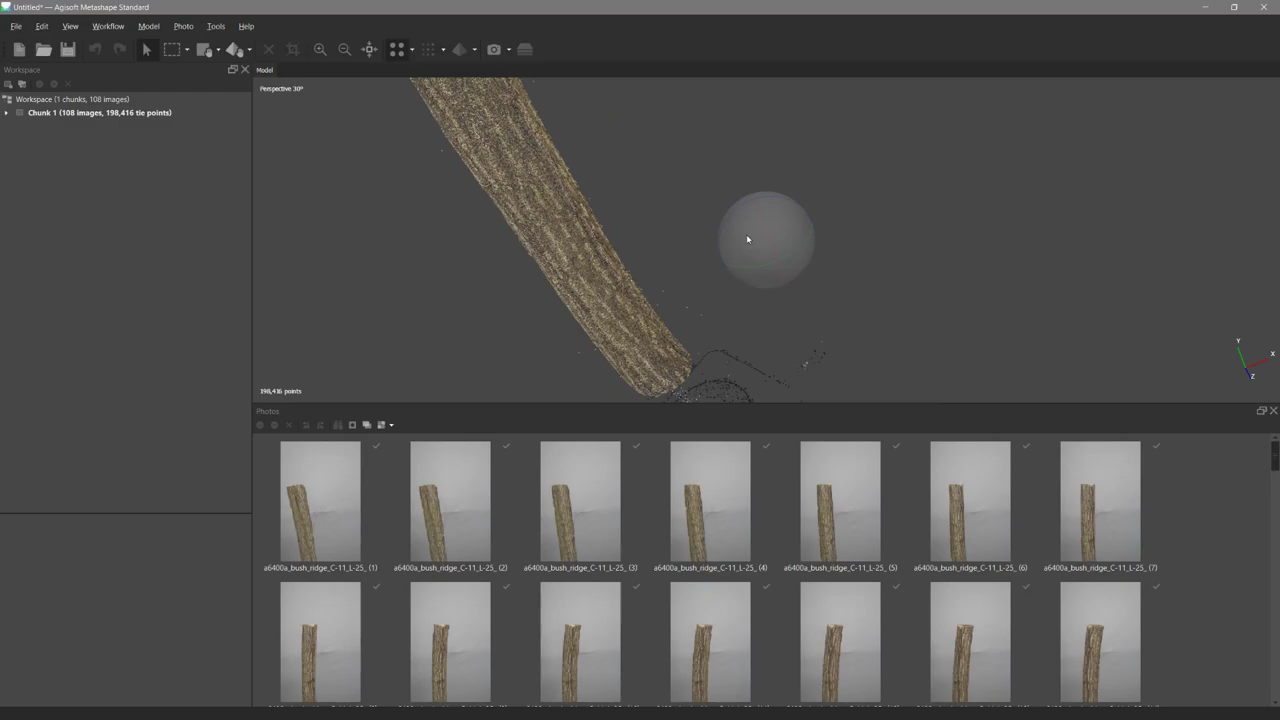 Untitled* — Agisoft Metashape Standard
File Edit View Workflow Model Photo Tools Help
Workspace
Workspace (1 chunks, 108 images)
Chunk 1 (108 images, 198,416 tie points)
Model
Perspective 30°
Y
X
Z
198,416 points
Photos
a6400a_bush_ridge_C-11_L-25_ (1) a6400a_bush_ridge_C-11_L-25_ (2) a6400a_bush_ridge_C-11_L-25_ (3) a6400a_bush_ridge_C-11_L-25_ (4) a6400a_bush_ridge_C-11_L-25_ (5) a6400a_bush_ridge_C-11_L-25_ (6) a6400a_bush_ridge_C-11_L-25_ (7)